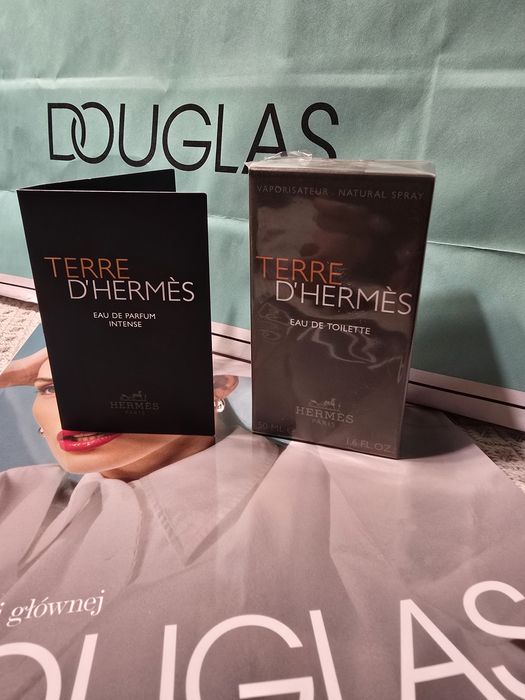 DOUGLAS
TERRE
D'HERMÈS
EAU DE PARFUM
INTENSE
HERMÈS
PARIS
VAPORISATEUR . NATURAL SPRAY
TERRE
D'HERMÈS
EAU DE TOILETTE
HERMÈS
PARIS
50 ML
1.6 FL.OZ.
głównej
DOUGLAS